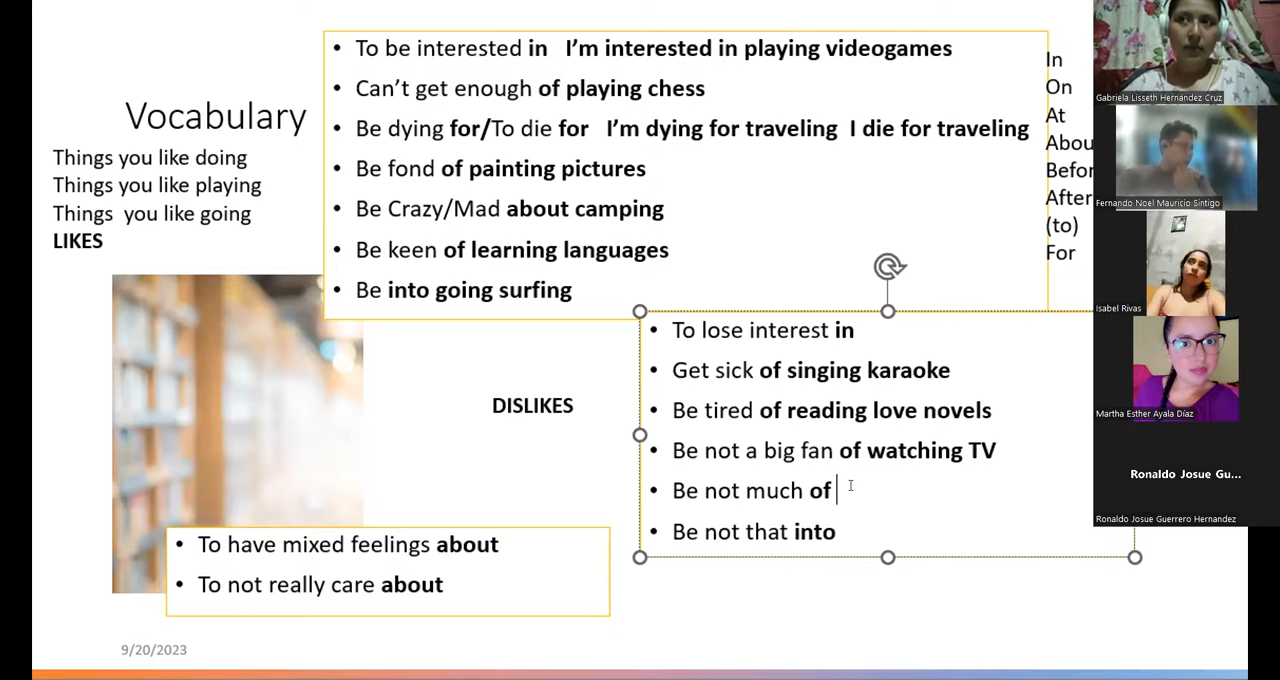 Vocabulary
Things you like doing
Things you like playing
Things you like going
LIKES
• To be interested in I’m interested in playing videogames
• Can’t get enough of playing chess
• Be dying for/To die for I’m dying for traveling I die for traveling
• Be fond of painting pictures
• Be Crazy/Mad about camping
• Be keen of learning languages
• Be into going surfing
In
On
At
Abou
Befor
After
(to)
For
DISLIKES
• To lose interest in
• Get sick of singing karaoke
• Be tired of reading love novels
• Be not a big fan of watching TV
• Be not much of
• Be not that into
• To have mixed feelings about
• To not really care about
9/20/2023
Gabriela Lisseth Hernández Cruz
Fernando Noel Mauricio Sintigo
Isabel Rivas
Martha Esther Ayala Díaz
Ronaldo Josue Gu...
Ronaldo Josue Guerrero Hernandez